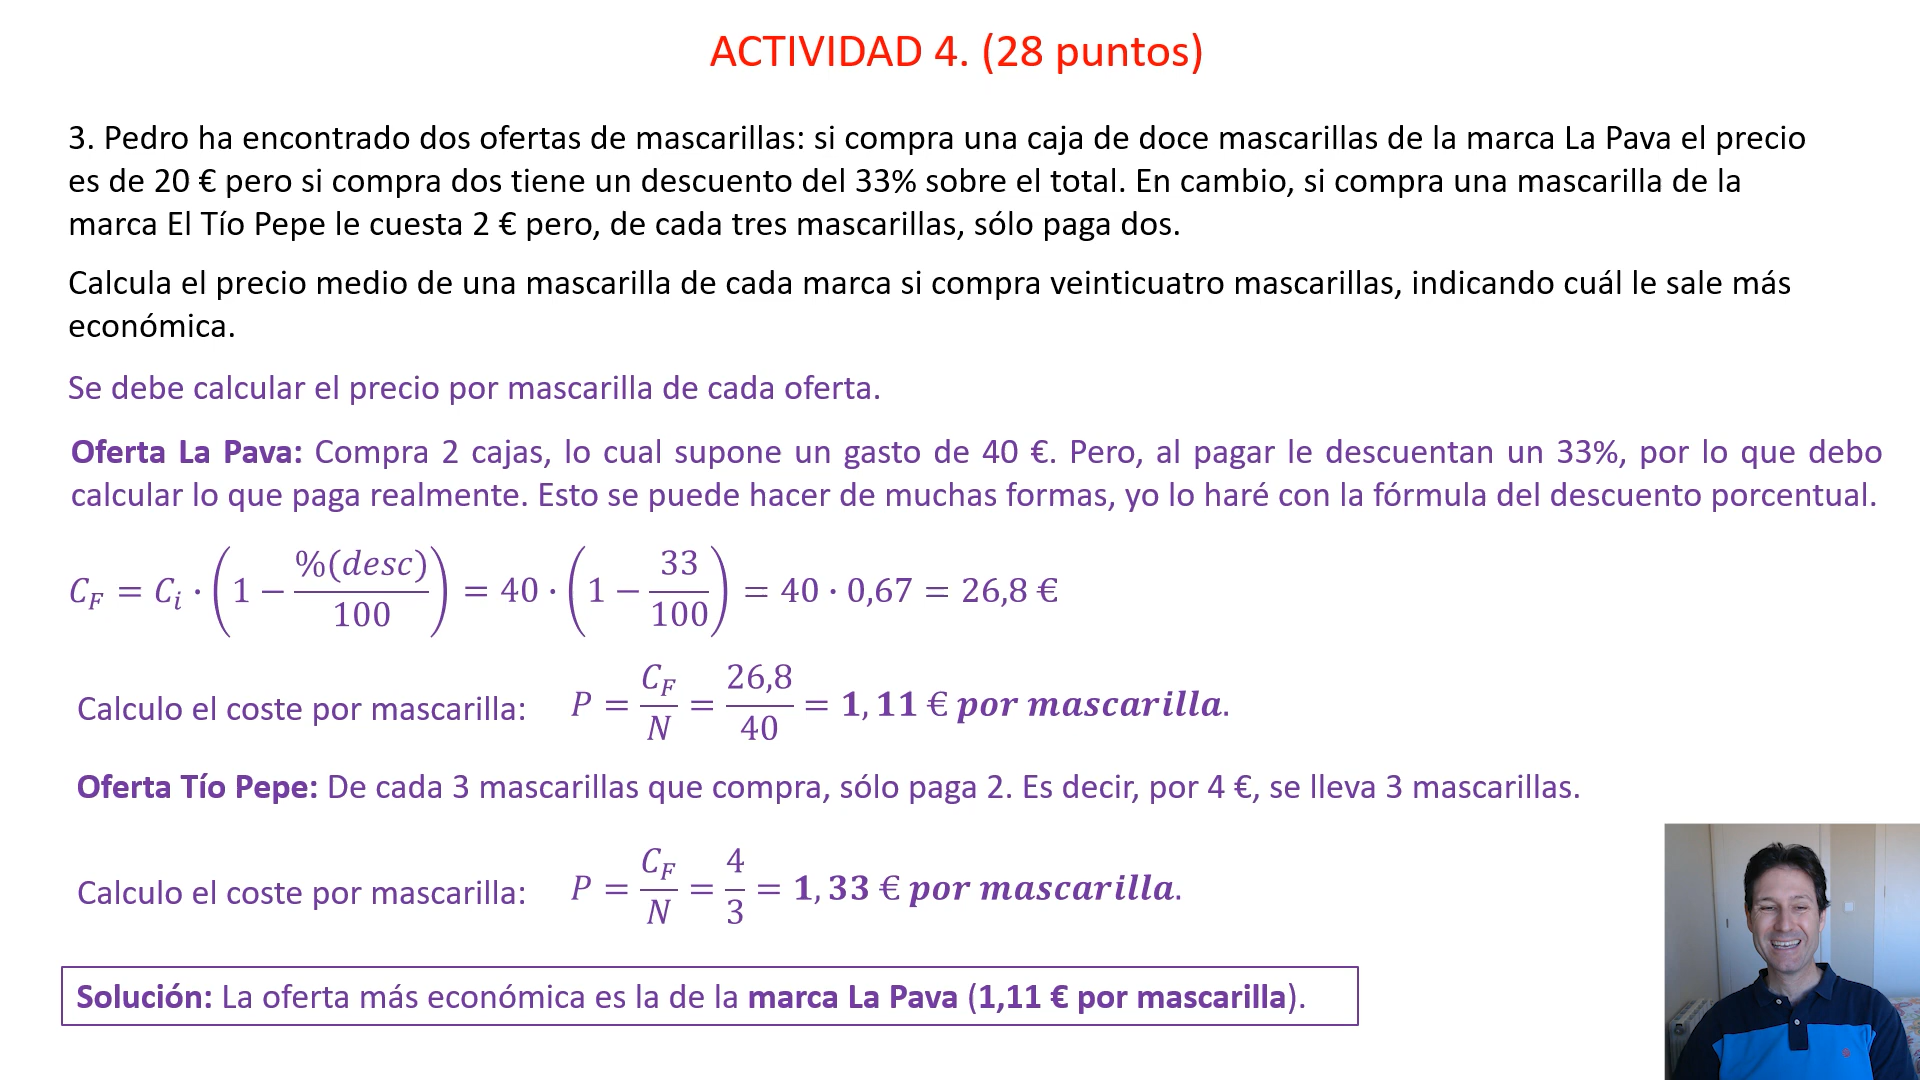 ACTIVIDAD 4. (28 puntos)
3. Pedro ha encontrado dos ofertas de mascarillas: si compra una caja de doce mascarillas de la marca La Pava el precio
es de 20 € pero si compra dos tiene un descuento del 33% sobre el total. En cambio, si compra una mascarilla de la
marca El Tío Pepe le cuesta 2 € pero, de cada tres mascarillas, sólo paga dos.
Calcula el precio medio de una mascarilla de cada marca si compra veinticuatro mascarillas, indicando cuál le sale más
económica.
Se debe calcular el precio por mascarilla de cada oferta.
Oferta La Pava: Compra 2 cajas, lo cual supone un gasto de 40 €. Pero, al pagar le descuentan un 33%, por lo que debo
calcular lo que paga realmente. Esto se puede hacer de muchas formas, yo lo haré con la fórmula del descuento porcentual.
C_F = C_i · (1 − %(desc)/100) = 40 · (1 − 33/100) = 40 · 0,67 = 26,8 €
Calculo el coste por mascarilla: P = C_F/N = 26,8/40 = 1,11 € por mascarilla.
Oferta Tío Pepe: De cada 3 mascarillas que compra, sólo paga 2. Es decir, por 4 €, se lleva 3 mascarillas.
Calculo el coste por mascarilla: P = C_F/N = 4/3 = 1,33 € por mascarilla.
Solución: La oferta más económica es la de la marca La Pava (1,11 € por mascarilla).